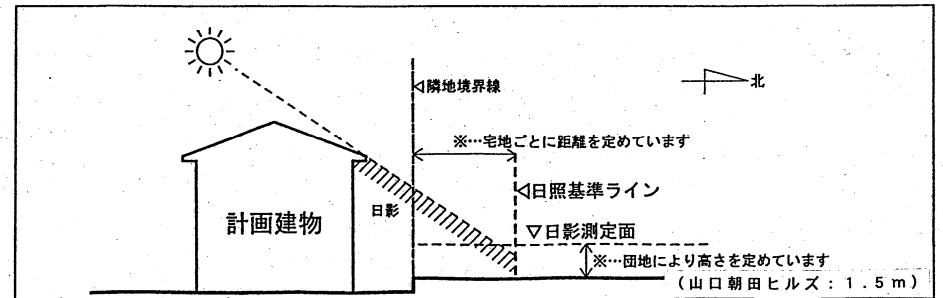 ◁隣地境界線
北
※…宅地ごとに距離を定めています
◁日照基準ライン
日影
計画建物
▽日影測定面
※…団地により高さを定めています
(山口朝田ヒルズ：1.5m)